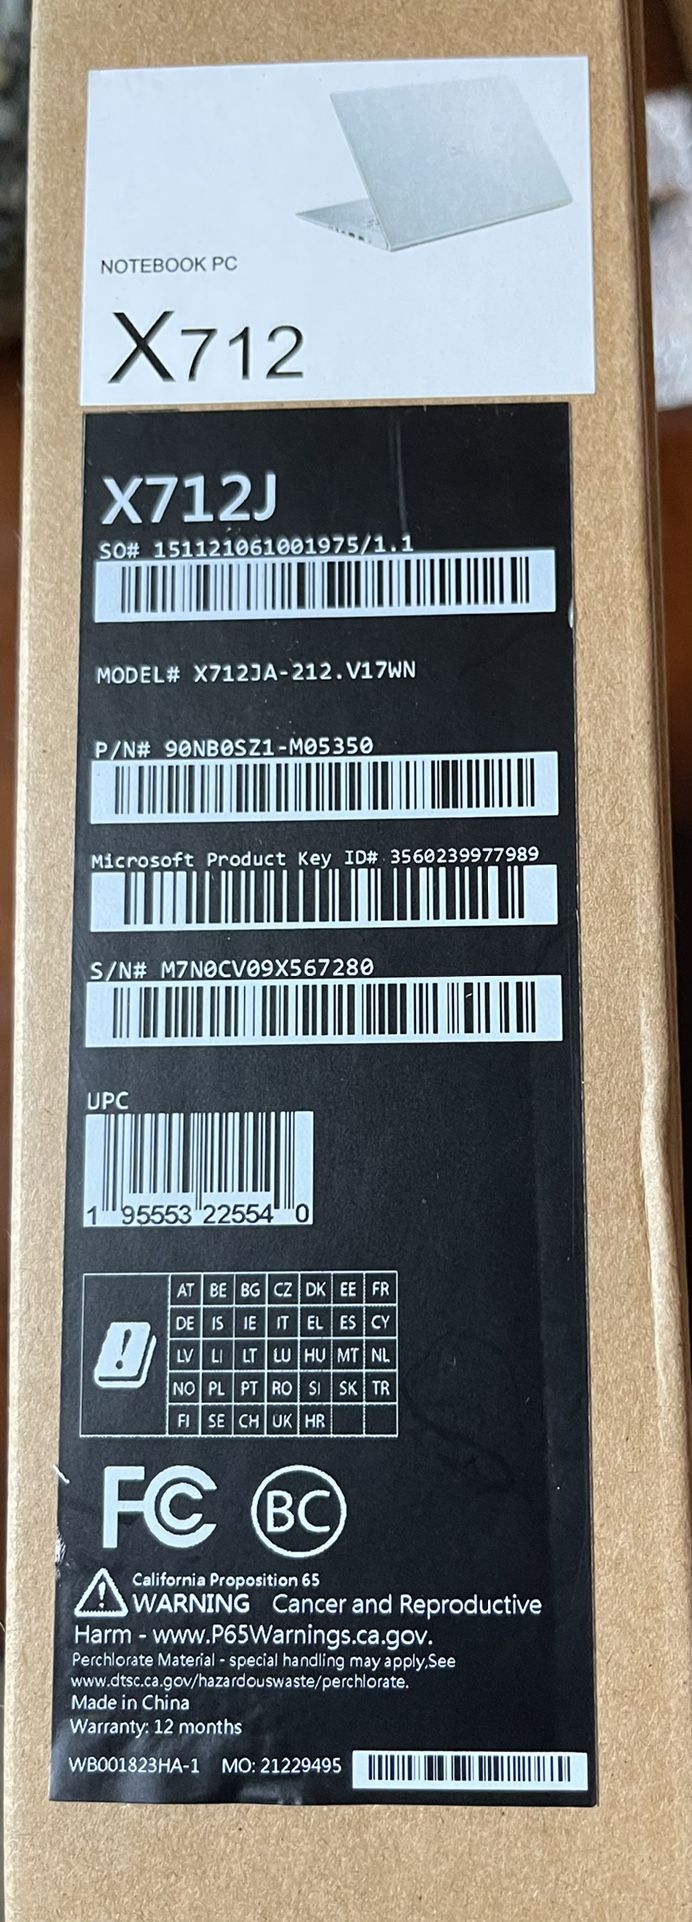 NOTEBOOK PC
X712
X712J
SO# 151121061001975/1.1
MODEL# X712JA-212.V17WN
P/N# 90NB0SZ1-M05350
Microsoft Product Key ID# 3560239977989
S/N# M7N0CV09X567280
UPC
1 95553 22554 0
AT BE BG CZ DK EE FR
DE IS IE IT EL ES CY
LV LI LT LU HU MT NL
NO PL PT RO SI SK TR
FI SE CH UK HR
FC BC
California Proposition 65
WARNING Cancer and Reproductive
Harm - www.P65Warnings.ca.gov.
Perchlorate Material - special handling may apply,See
www.dtsc.ca.gov/hazardouswaste/perchlorate.
Made in China
Warranty: 12 months
WB001823HA-1 MO: 21229495